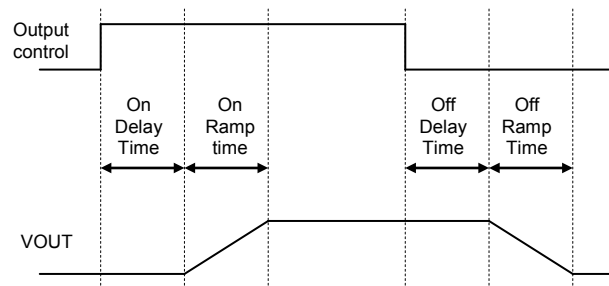 Output
control
On
Delay
Time
On
Ramp
time
Off
Delay
Time
Off
Ramp
Time
VOUT